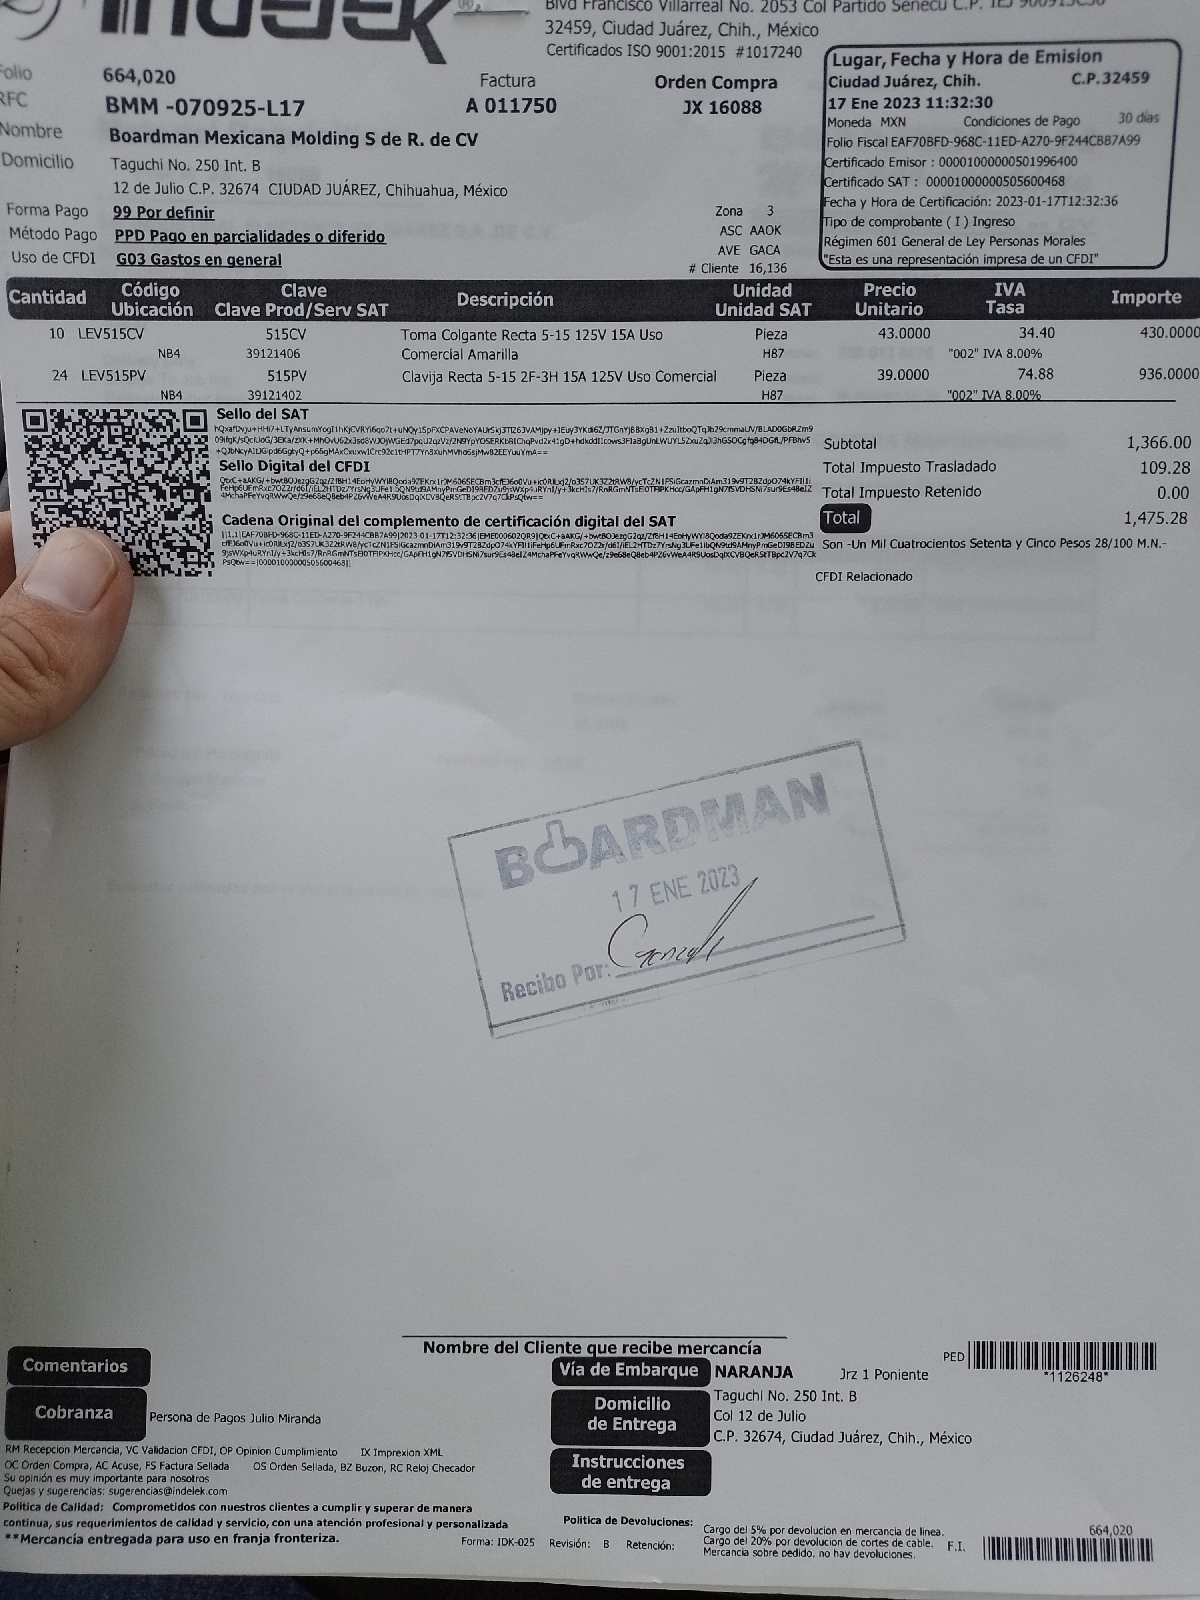 Indelek
Blvd Francisco Villarreal No. 2053 Col Partido Senecu C.P.
32459, Ciudad Juárez, Chih., México
Certificados ISO 9001:2015 #1017240
Folio 664,020
RFC BMM -070925-L17
Factura
A 011750
Orden Compra
JX 16088
Nombre Boardman Mexicana Molding S de R. de CV
Domicilio Taguchi No. 250 Int. B
12 de Julio C.P. 32674 CIUDAD JUÁREZ, Chihuahua, México
Forma Pago 99 Por definir
Método Pago PPD Pago en parcialidades o diferido
Uso de CFDI G03 Gastos en general
Zona 3
ASC AAOK
AVE GACA
# Cliente 16,136
Lugar, Fecha y Hora de Emision
Ciudad Juárez, Chih. C.P.32459
17 Ene 2023 11:32:30
Moneda MXN Condiciones de Pago 30 días
Folio Fiscal EAF70BFD-968C-11ED-A270-9F244CBB7A99
Certificado Emisor : 00001000000501996400
Certificado SAT : 00001000000505600468
Fecha y Hora de Certificación: 2023-01-17T12:32:36
Tipo de comprobante ( I ) Ingreso
Régimen 601 General de Ley Personas Morales
"Esta es una representación impresa de un CFDI"
Cantidad Código Ubicación Clave Clave Prod/Serv SAT Descripción Unidad Unidad SAT Precio Unitario IVA Tasa Importe
10 LEV515CV 515CV Toma Colgante Recta 5-15 125V 15A Uso Pieza 43.0000 34.40 430.0000
NB4 39121406 Comercial Amarilla H87 "002" IVA 8.00%
24 LEV515PV 515PV Clavija Recta 5-15 2F-3H 15A 125V Uso Comercial Pieza 39.0000 74.88 936.0000
NB4 39121402 H87 "002" IVA 8.00%
Sello del SAT
Sello Digital del CFDI
Cadena Original del complemento de certificación digital del SAT
Subtotal 1,366.00
Total Impuesto Trasladado 109.28
Total Impuesto Retenido 0.00
Total 1,475.28
Son -Un Mil Cuatrocientos Setenta y Cinco Pesos 28/100 M.N.-
CFDI Relacionado
BOARDMAN
17 ENE 2023
Recibo Por:
Nombre del Cliente que recibe mercancía
Comentarios
Cobranza Persona de Pagos Julio Miranda
Vía de Embarque NARANJA Jrz 1 Poniente
Domicilio de Entrega
Taguchi No. 250 Int. B
Col 12 de Julio
C.P. 32674, Ciudad Juárez, Chih., México
Instrucciones de entrega
PED
*1126248*
RM Recepcion Mercancia, VC Validacion CFDI, OP Opinion Cumplimiento IX Imprexion XML
OC Orden Compra, AC Acuse, FS Factura Sellada OS Orden Sellada, BZ Buzon, RC Reloj Checador
Su opinión es muy importante para nosotros
Quejas y sugerencias: sugerencias@indelek.com
Politica de Calidad: Comprometidos con nuestros clientes a cumplir y superar de manera
continua, sus requerimientos de calidad y servicio, con una atención profesional y personalizada
**Mercancía entregada para uso en franja fronteriza.
Forma: IDK-025 Revisión: B Retención:
Politica de Devoluciones:
Cargo del 5% por devolucion en mercancia de linea.
Cargo del 20% por devolucion de cortes de cable.
Mercancia sobre pedido, no hay devoluciones.
F.I.
664,020